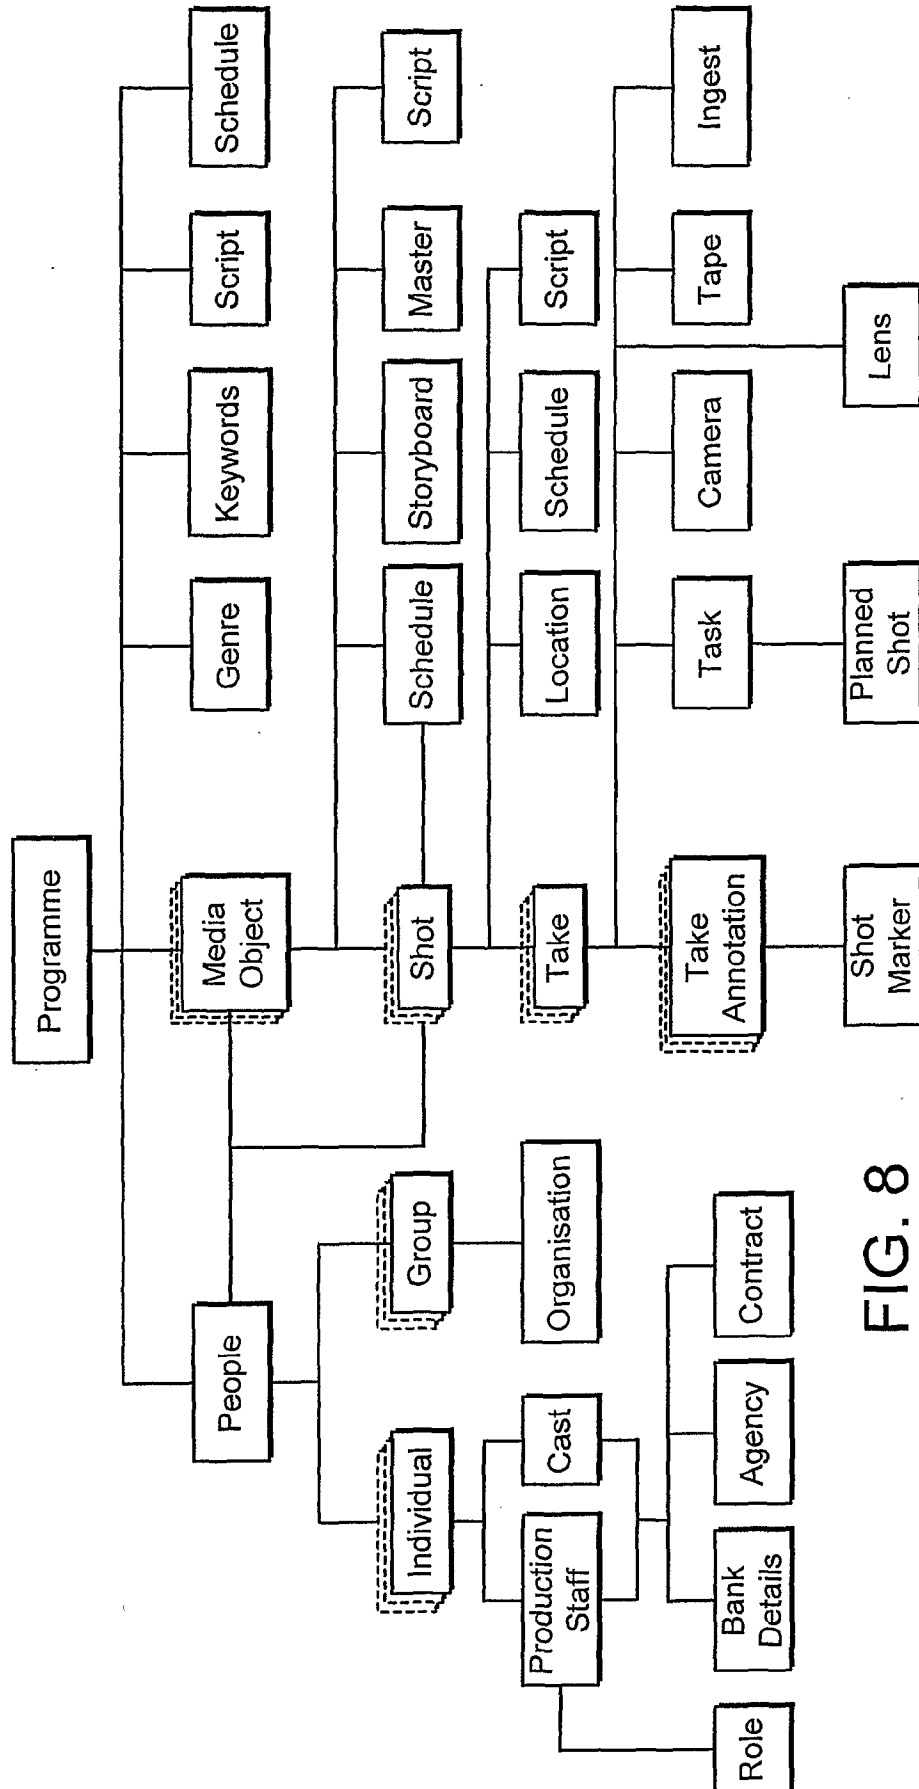 Programme
People
Media
Object
Genre
Keywords
Script
Schedule
Individual
Group
Shot
Schedule
Storyboard
Master
Script
Production
Staff
Cast
Organisation
Take
Location
Schedule
Script
Role
Bank
Details
Agency
Contract
Take
Annotation
Task
Camera
Tape
Ingest
Shot
Marker
Planned
Shot
Lens
FIG. 8